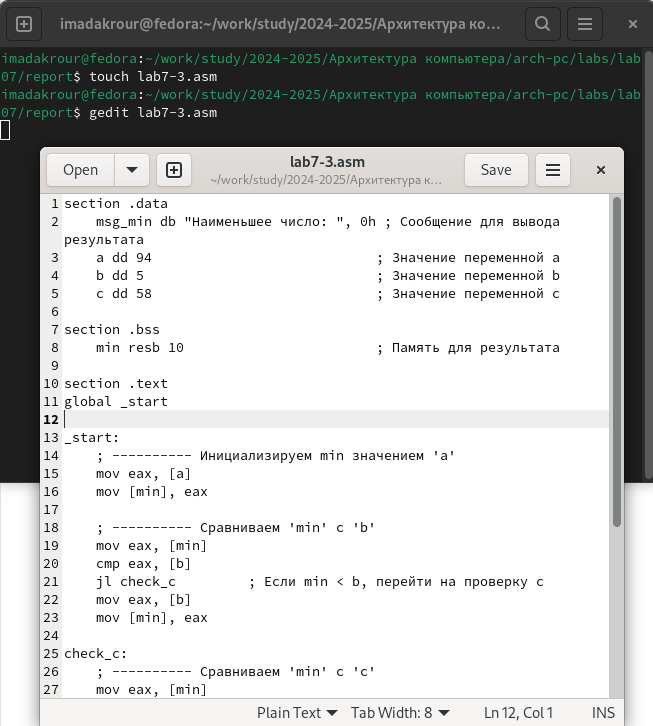 imadakrour@fedora:~/work/study/2024-2025/Архитектура ко...
imadakrour@fedora:~/work/study/2024-2025/Архитектура компьютера/arch-pc/labs/lab
07/report$ touch lab7-3.asm
imadakrour@fedora:~/work/study/2024-2025/Архитектура компьютера/arch-pc/labs/lab
07/report$ gedit lab7-3.asm
Open
lab7-3.asm
~/work/study/2024-2025/Архитектура к...
Save
1 section .data
2     msg_min db "Наименьшее число: ", 0h ; Сообщение для вывода
результата
3     a dd 94                            ; Значение переменной a
4     b dd 5                             ; Значение переменной b
5     c dd 58                            ; Значение переменной c
6
7 section .bss
8     min resb 10                        ; Память для результата
9
10 section .text
11 global _start
12
13 _start:
14     ; ---------- Инициализируем min значением 'a'
15     mov eax, [a]
16     mov [min], eax
17
18     ; ---------- Сравниваем 'min' с 'b'
19     mov eax, [min]
20     cmp eax, [b]
21     jl check_c         ; Если min < b, перейти на проверку c
22     mov eax, [b]
23     mov [min], eax
24
25 check_c:
26     ; ---------- Сравниваем 'min' с 'c'
27     mov eax, [min]
Plain Text Tab Width: 8 Ln 12, Col 1 INS